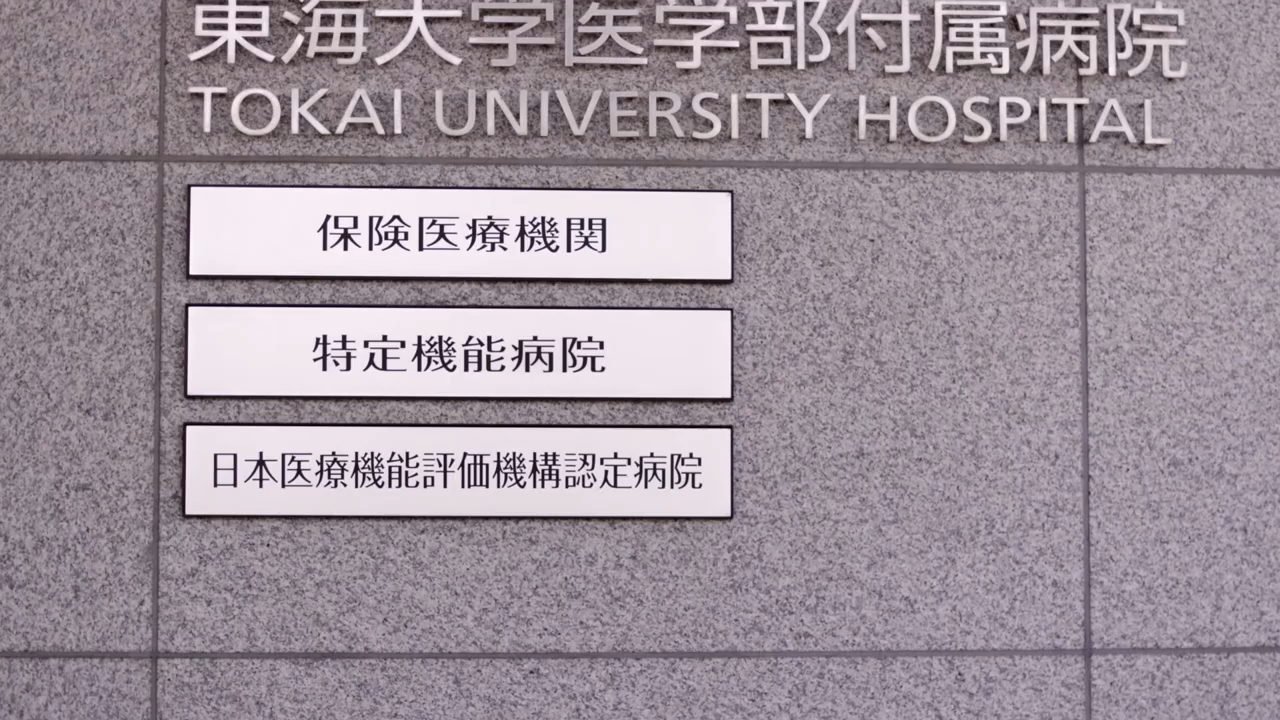 東海大学医学部付属病院
TOKAI UNIVERSITY HOSPITAL
保険医療機関
特定機能病院
日本医療機能評価機構認定病院